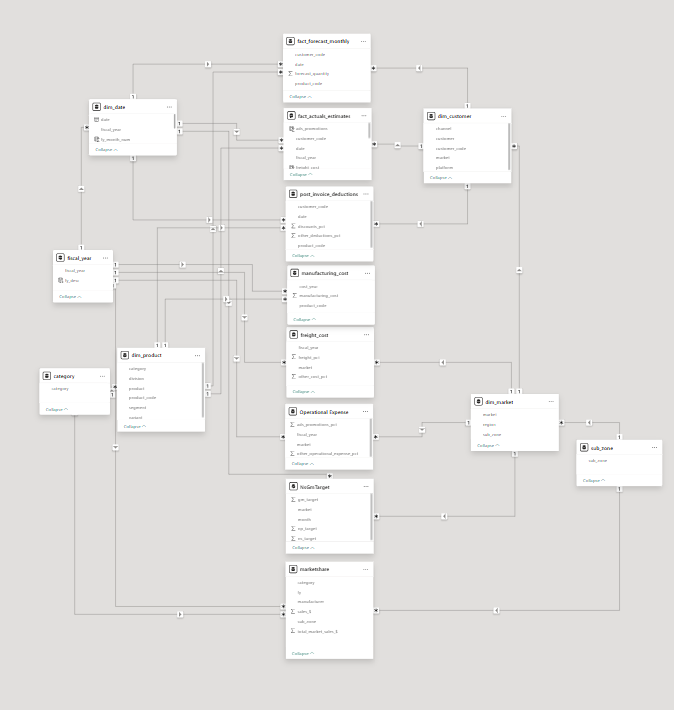 fact_forecast_monthly
customer_code
date
forecast_quantity
product_code
Collapse
dim_date
date
fiscal_year
fy_month_num
Collapse
fact_actuals_estimates
ads_promotions
customer_code
date
fiscal_year
freight_cost
Collapse
dim_customer
channel
customer
customer_code
market
platform
Collapse
post_invoice_deductions
customer_code
date
discounts_pct
other_deductions_pct
product_code
Collapse
fiscal_year
fiscal_year
fy_desc
Collapse
manufacturing_cost
cost_year
manufacturing_cost
product_code
Collapse
freight_cost
fiscal_year
freight_pct
market
other_cost_pct
Collapse
dim_product
category
division
product
product_code
segment
variant
Collapse
category
category
Collapse
Operational Expense
ads_promotions_pct
fiscal_year
market
other_operational_expense_pct
Collapse
dim_market
market
region
sub_zone
Collapse
sub_zone
sub_zone
Collapse
NsGmTarget
gm_target
market
month
np_target
ns_target
Collapse
marketshare
category
fy
manufacturer
sales_$
sub_zone
total_market_sales_$
Collapse